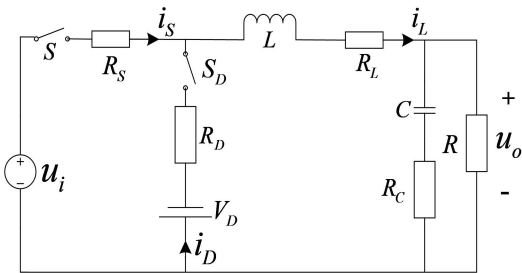 i_S
i_L
S
R_S
L
R_L
S_D
+
C
R_D
R
u_o
+
−
u_i
R_C
V_D
-
i_D